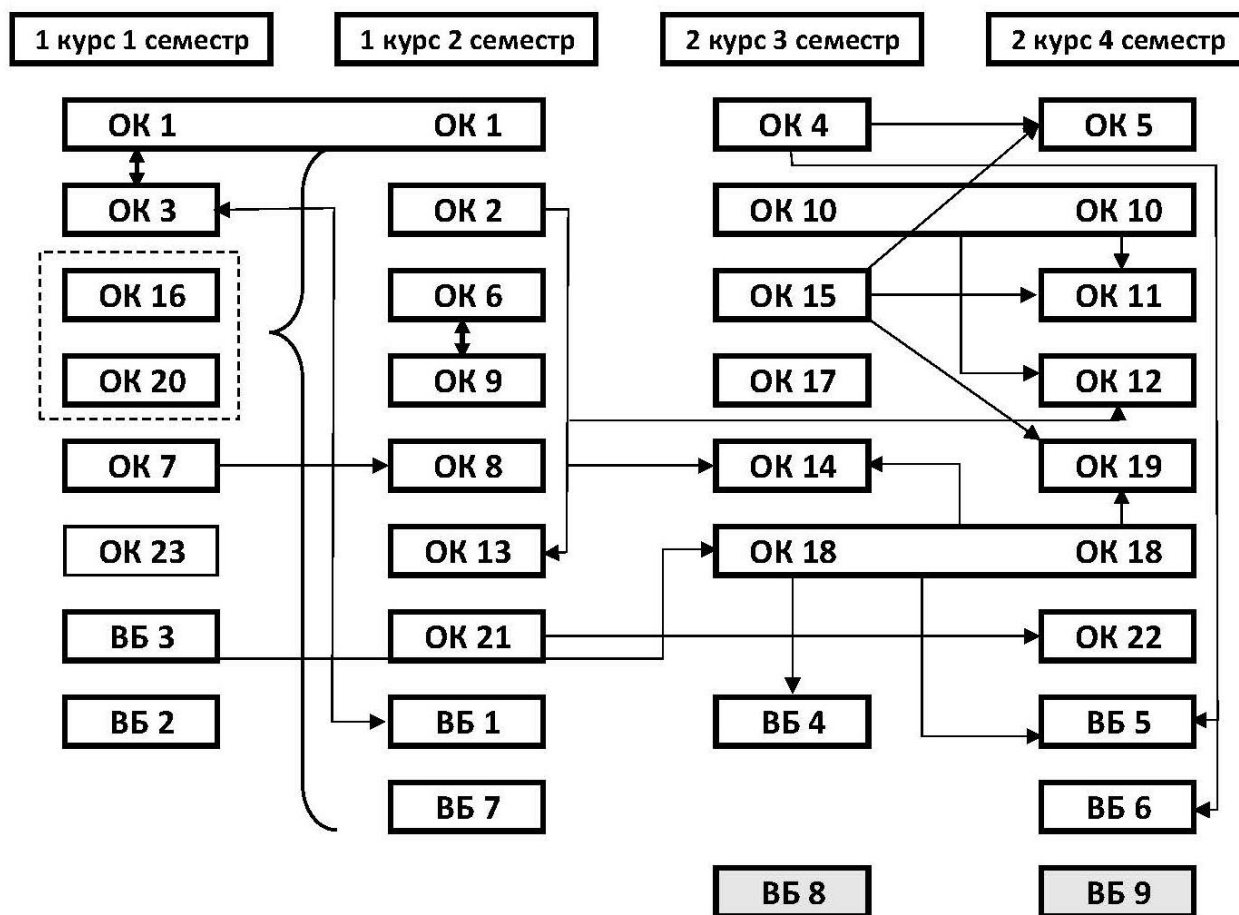 1 курс 1 семестр 1 курс 2 семестр 2 курс 3 семестр 2 курс 4 семестр
ОК 1 ОК 1 ОК 4 ОК 5
ОК 3 ОК 2 ОК 10 ОК 10
ОК 16 ОК 6 ОК 15 ОК 11
ОК 20 ОК 9 ОК 17 ОК 12
ОК 7 ОК 8 ОК 14 ОК 19
ОК 23 ОК 13 ОК 18 ОК 18
ВБ 3 ОК 21 ОК 22
ВБ 2 ВБ 1 ВБ 4 ВБ 5
ВБ 7 ВБ 6
ВБ 8 ВБ 9